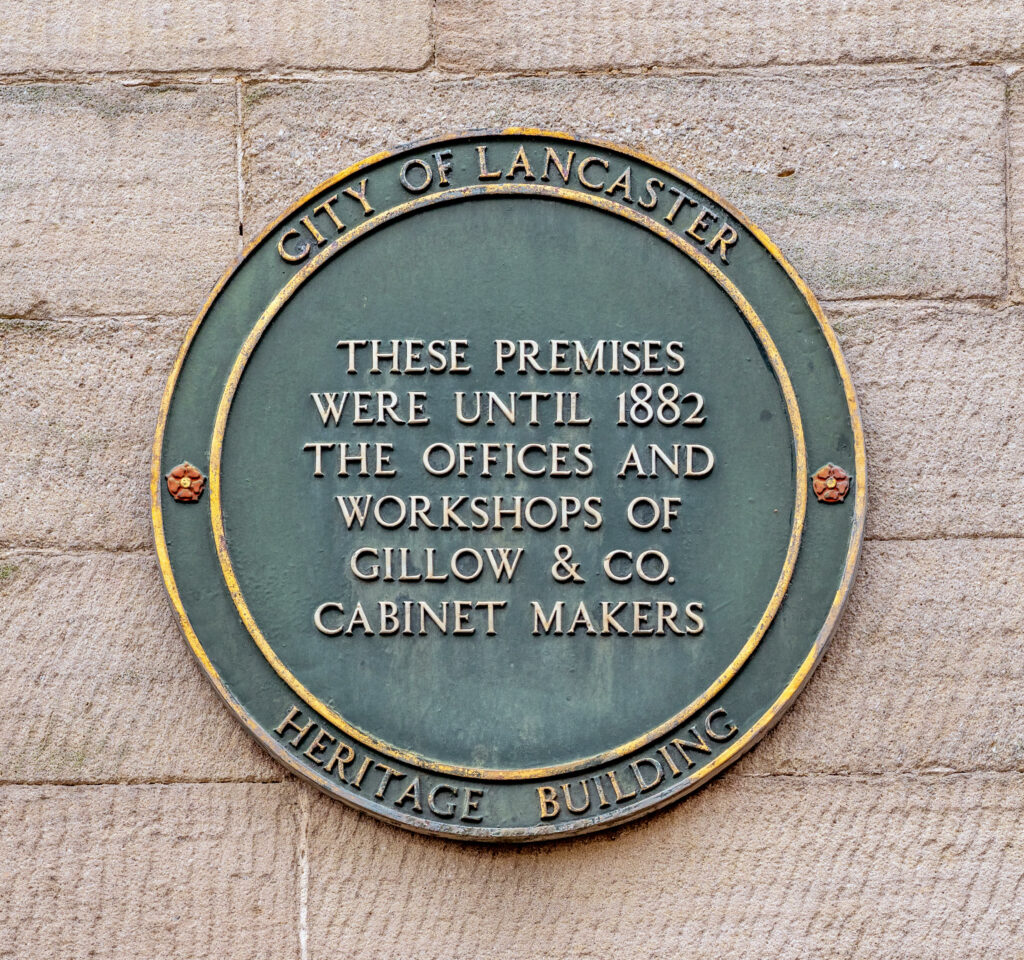 CITY OF LANCASTER
THESE PREMISES
WERE UNTIL 1882
THE OFFICES AND
WORKSHOPS OF
GILLOW & CO.
CABINET MAKERS
HERITAGE BUILDING